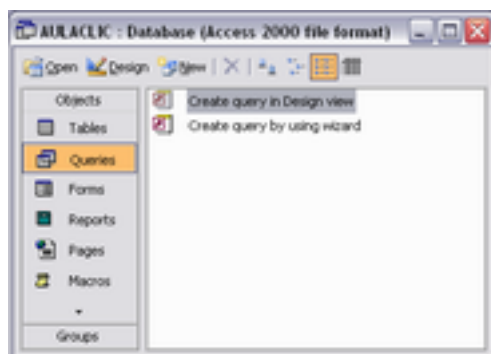 AULACLIC : Database (Access 2000 file format)
Open Design New
Objects
Tables
Queries
Forms
Reports
Pages
Macros
Groups
Create query in Design view
Create query by using wizard